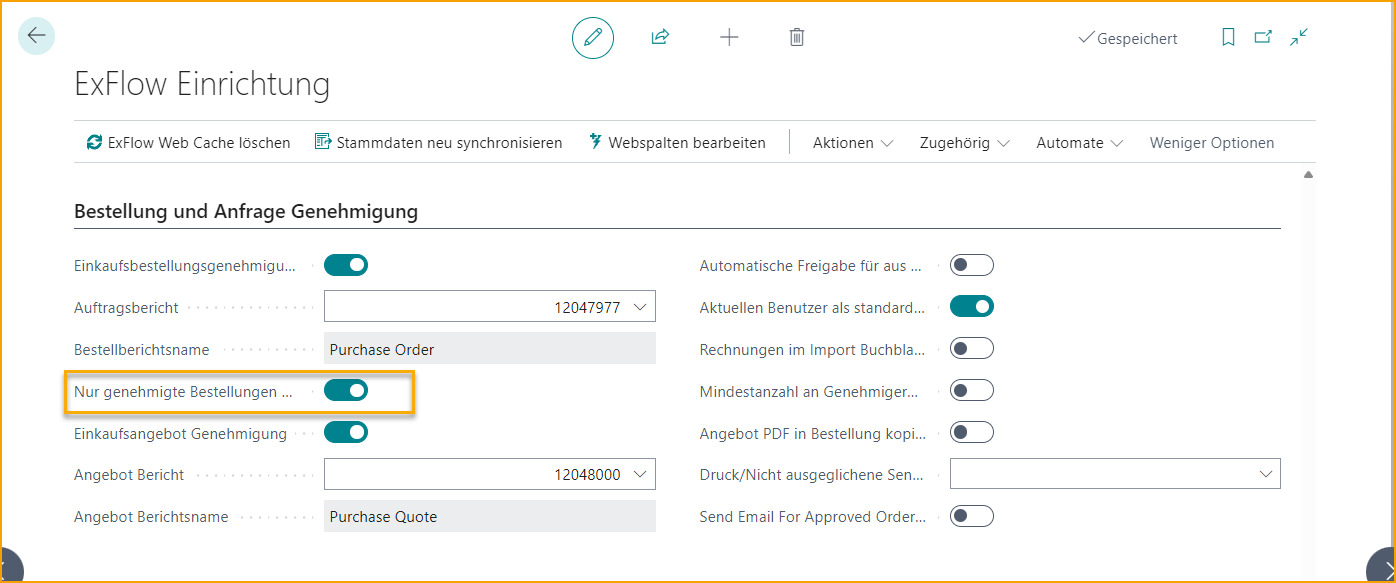 Gespeichert
ExFlow Einrichtung
ExFlow Web Cache löschen Stammdaten neu synchronisieren Webspalten bearbeiten Aktionen Zugehörig Automate Weniger Optionen
Bestellung und Anfrage Genehmigung
Einkaufsbestellungsgenehmigu...
Auftragsbericht 12047977
Bestellberichtsname Purchase Order
Nur genehmigte Bestellungen ...
Einkaufsangebot Genehmigung
Angebot Bericht 12048000
Angebot Berichtsname Purchase Quote
Automatische Freigabe für aus ...
Aktuellen Benutzer als standard...
Rechnungen im Import Buchbla...
Mindestanzahl an Genehmiger...
Angebot PDF in Bestellung kopi...
Druck/Nicht ausgeglichene Sen...
Send Email For Approved Order...